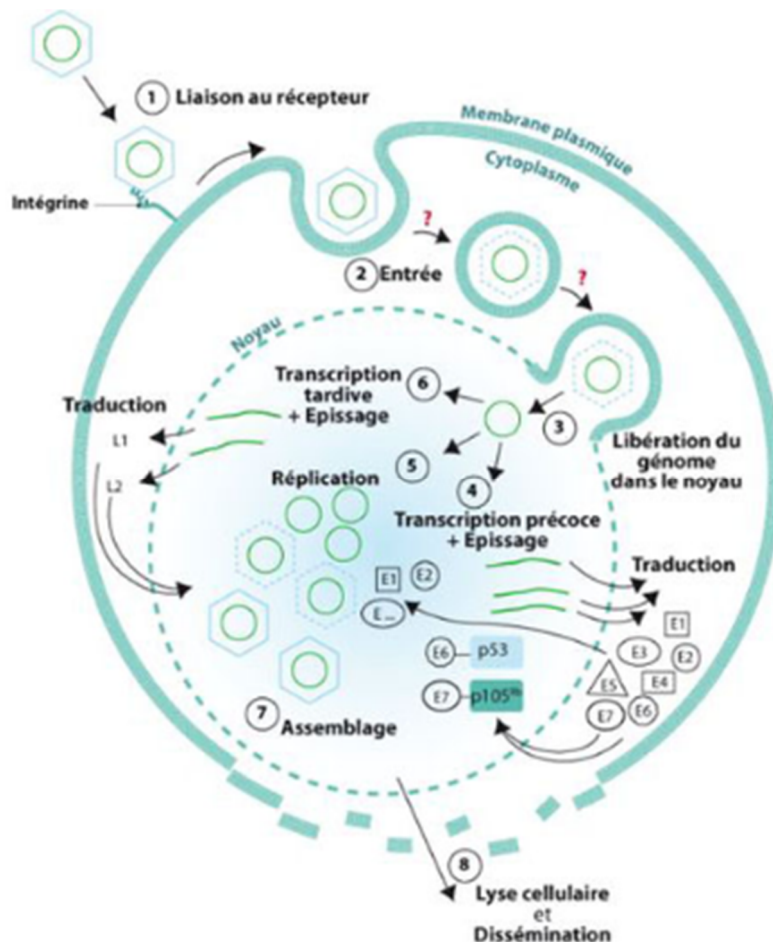 1 Liaison au récepteur
Membrane plasmique
Cytoplasme
Intégrine
?
2 Entrée
?
Noyau
Transcription
tardive
+ Epissage
6
Traduction
L1
L2
3
Libération du
génome
dans le noyau
5
4
Réplication
Transcription précoce
+ Epissage
Traduction
E1
E2
E...
E1
E3
E2
E5
E4
E7
E6
E6
p53
E7
p105Rb
7 Assemblage
8
Lyse cellulaire
et
Dissémination